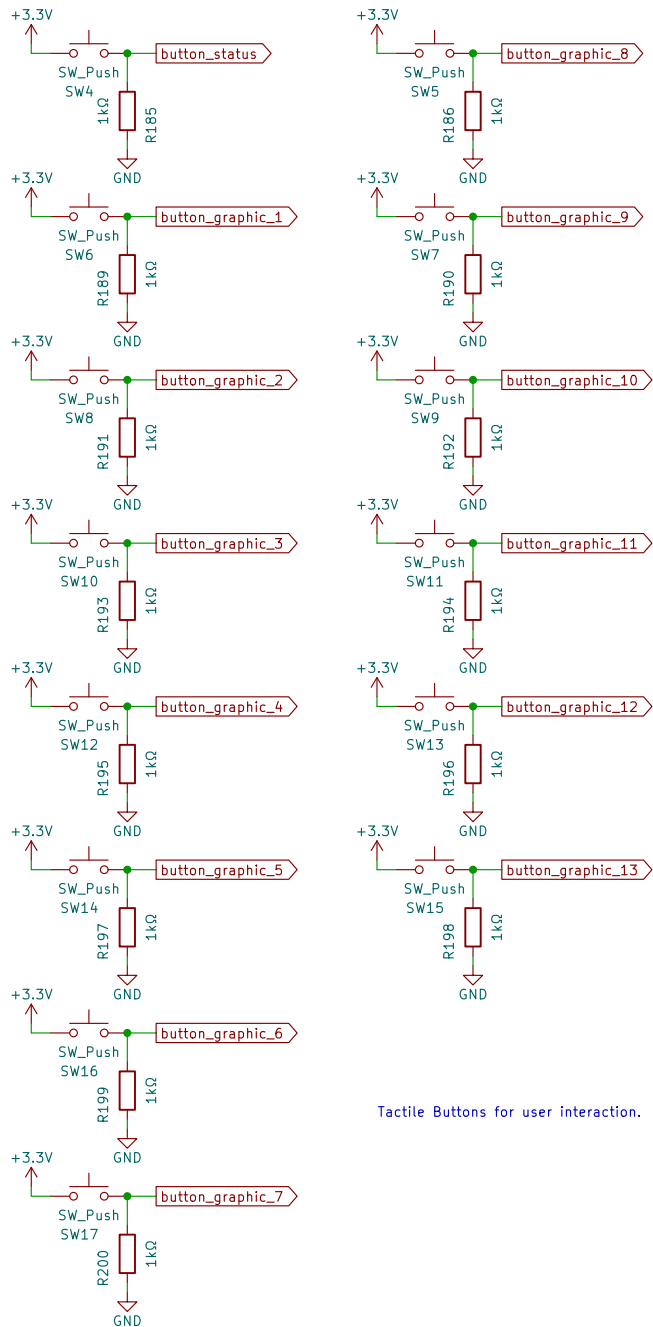 +3.3V
button_status
SW_Push
SW4
1kΩ
R185
GND
+3.3V
button_graphic_8
SW_Push
SW5
R186
1kΩ
GND
+3.3V
button_graphic_1
SW_Push
SW6
R189
1kΩ
GND
+3.3V
button_graphic_9
SW_Push
SW7
R190
1kΩ
GND
+3.3V
button_graphic_2
SW_Push
SW8
R191
1kΩ
GND
+3.3V
button_graphic_10
SW_Push
SW9
R192
1kΩ
GND
+3.3V
button_graphic_3
SW_Push
SW10
R193
1kΩ
GND
+3.3V
button_graphic_11
SW_Push
SW11
R194
1kΩ
GND
+3.3V
button_graphic_4
SW_Push
SW12
R195
1kΩ
GND
+3.3V
button_graphic_12
SW_Push
SW13
R196
1kΩ
GND
+3.3V
button_graphic_5
SW_Push
SW14
R197
1kΩ
GND
+3.3V
button_graphic_13
SW_Push
SW15
R198
1kΩ
GND
+3.3V
button_graphic_6
SW_Push
SW16
R199
1kΩ
GND
Tactile Buttons for user interaction.
+3.3V
button_graphic_7
SW_Push
SW17
R200
1kΩ
GND